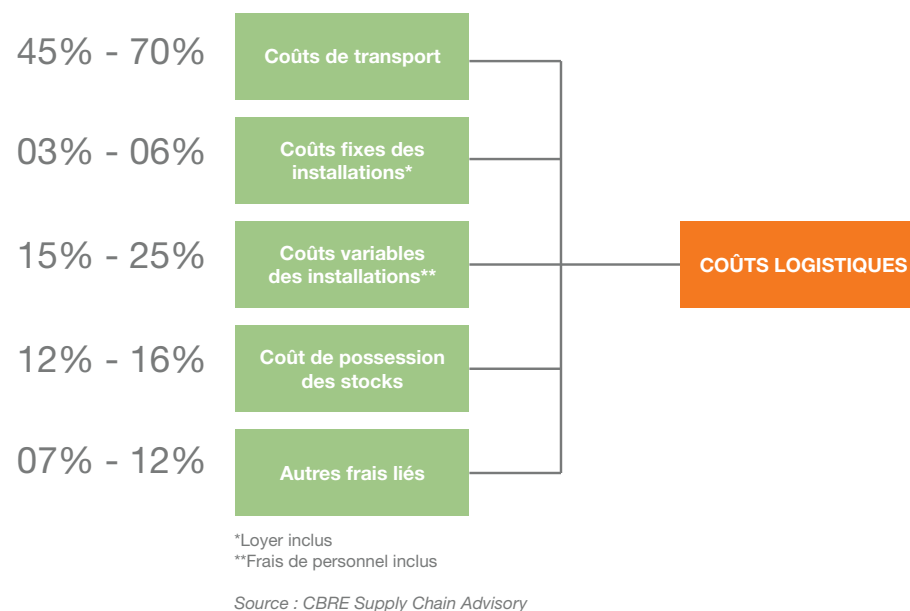 45% - 70%
Coûts de transport
03% - 06%
Coûts fixes des
installations*
15% - 25%
Coûts variables
des installations**
COÛTS LOGISTIQUES
12% - 16%
Coût de possession
des stocks
07% - 12%
Autres frais liés
*Loyer inclus
**Frais de personnel inclus
Source : CBRE Supply Chain Advisory